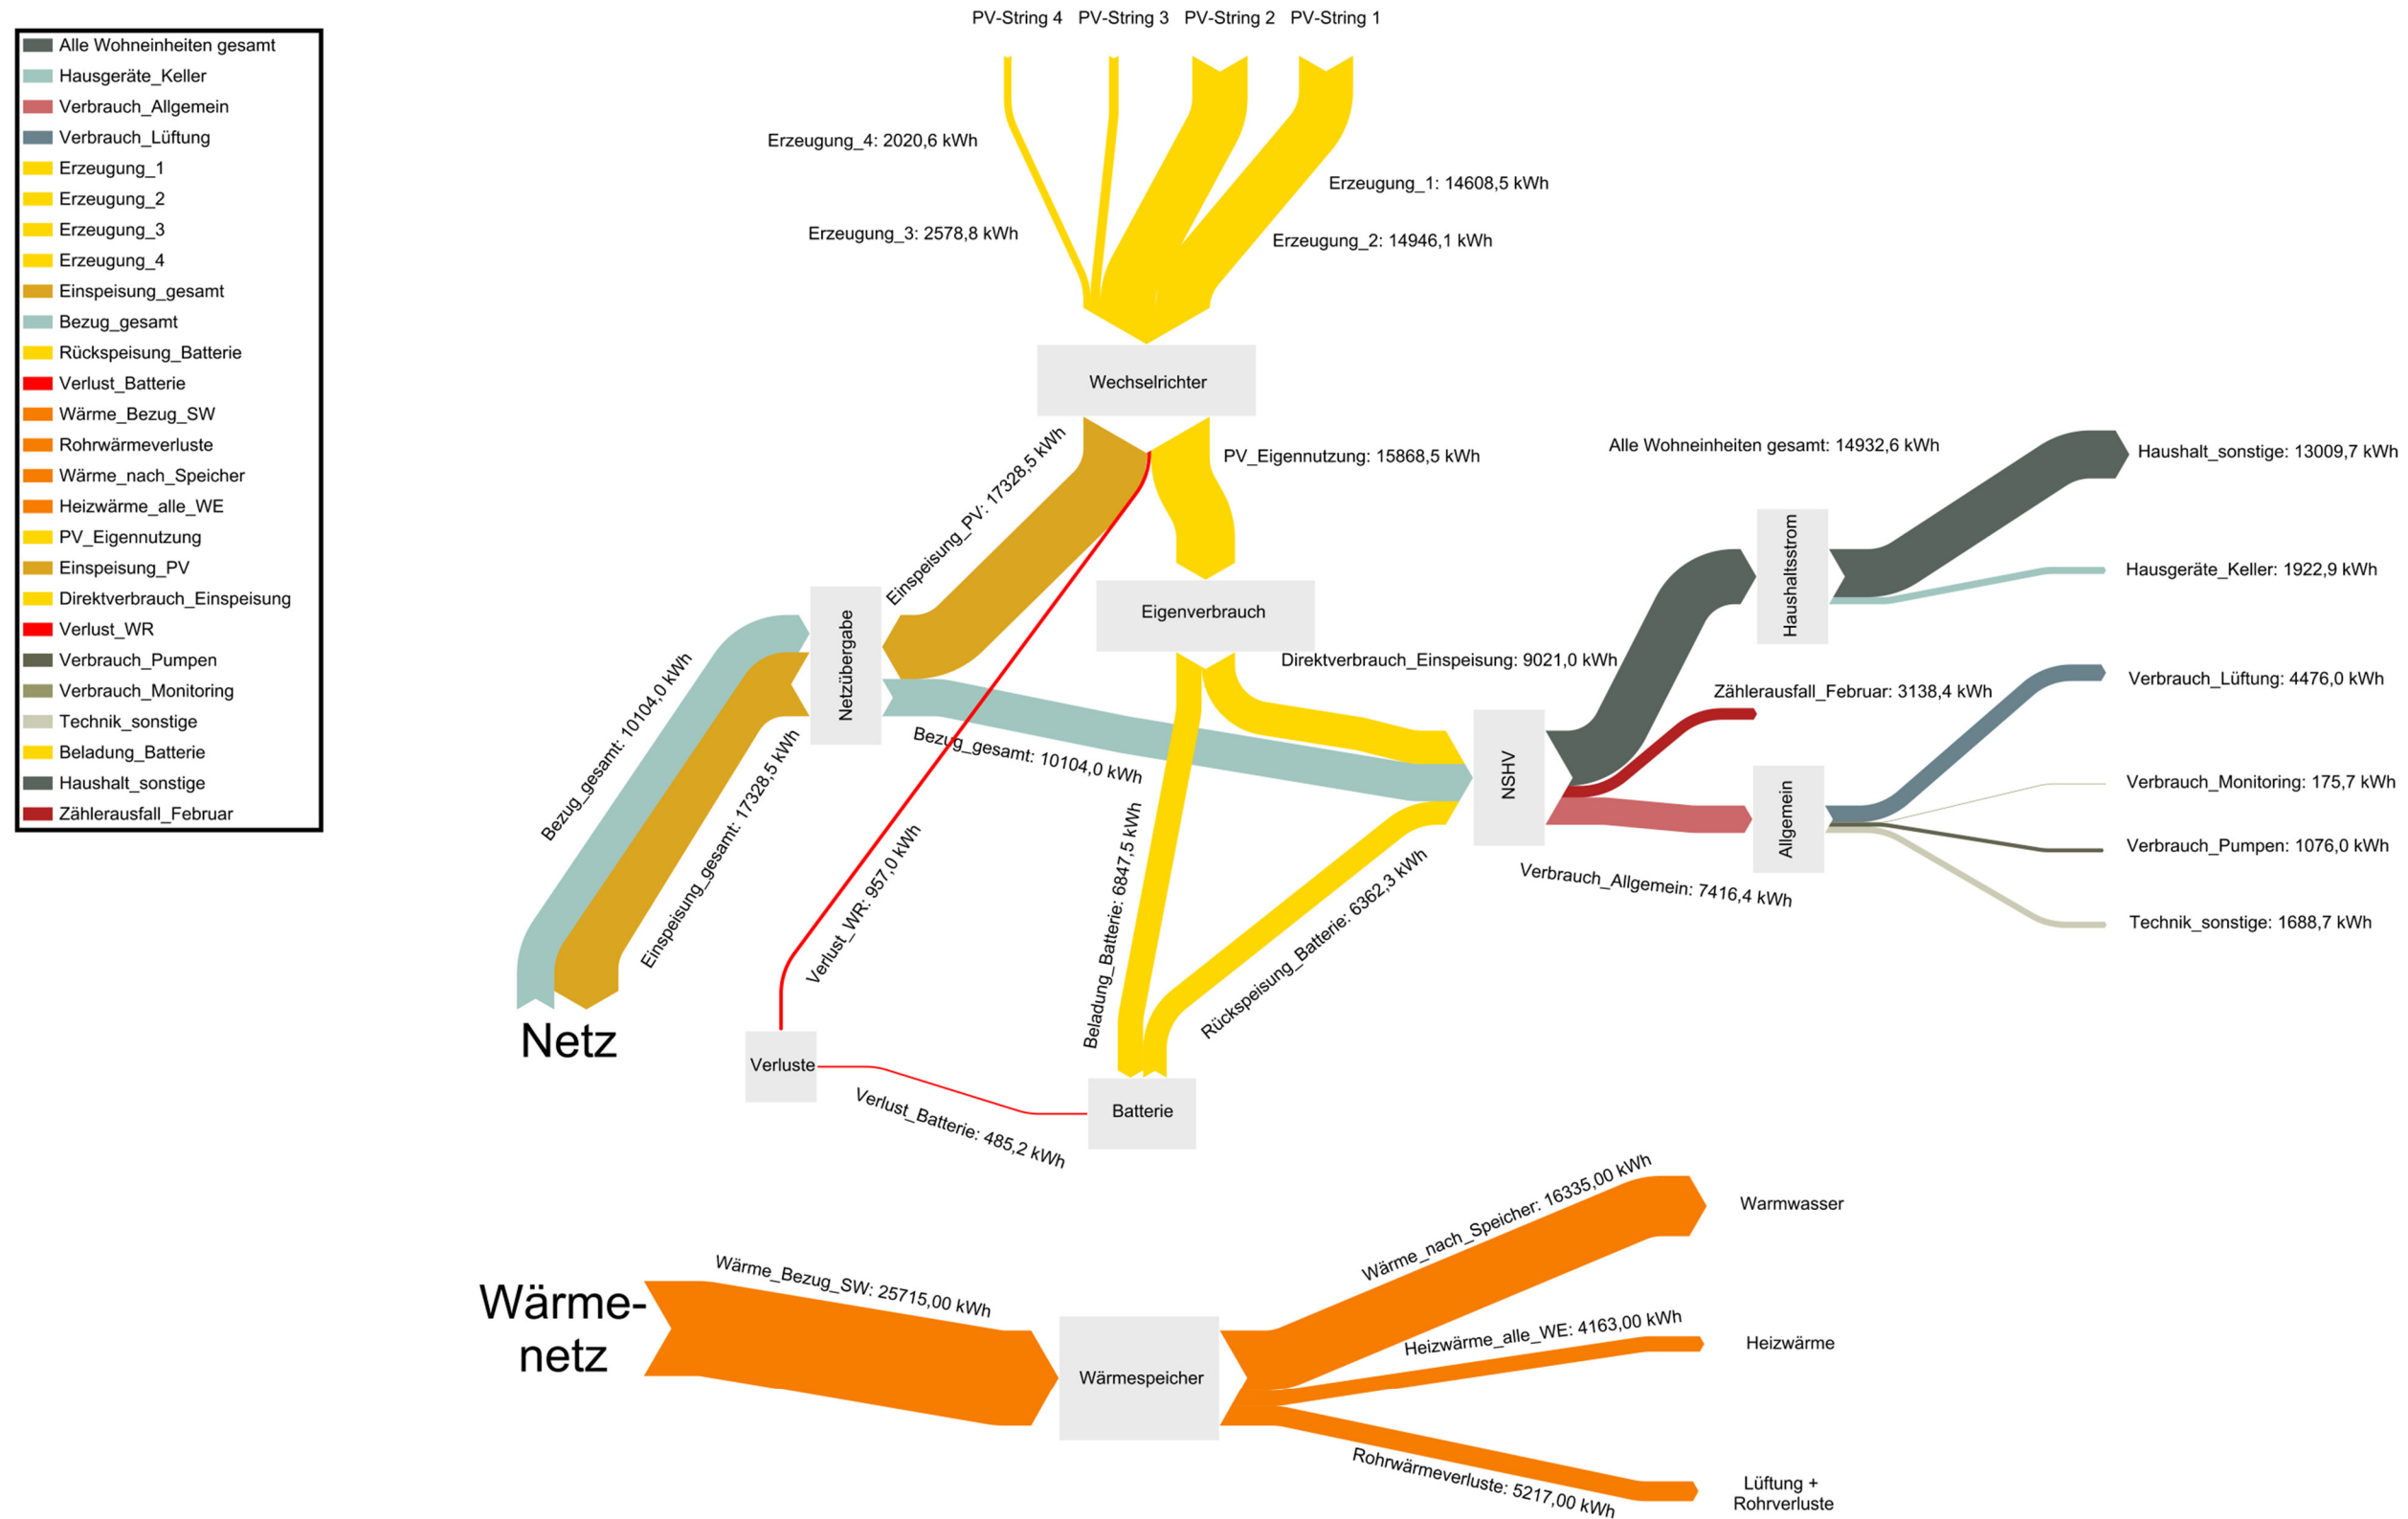 PV-String 4
PV-String 3
PV-String 2
PV-String 1
Alle Wohneinheiten gesamt
Hausgeräte_Keller
Verbrauch_Allgemein
Verbrauch_Lüftung
Erzeugung_1
Erzeugung_2
Erzeugung_3
Erzeugung_4
Einspeisung_gesamt
Bezug_gesamt
Rückspeisung_Batterie
Verlust_Batterie
Wärme_Bezug_SW
Rohrwärmeverluste
Wärme_nach_Speicher
Heizwärme_alle_WE
PV_Eigennutzung
Einspeisung_PV
Direktverbrauch_Einspeisung
Verlust_WR
Verbrauch_Pumpen
Verbrauch_Monitoring
Technik_sonstige
Beladung_Batterie
Haushalt_sonstige
Zählerausfall_Februar
Erzeugung_4: 2020,6 kWh
Erzeugung_1: 14608,5 kWh
Erzeugung_3: 2578,8 kWh
Erzeugung_2: 14946,1 kWh
Wechselrichter
Einspeisung_PV: 17328,5 kWh
PV_Eigennutzung: 15868,5 kWh
Alle Wohneinheiten gesamt: 14932,6 kWh
Haushalt_sonstige: 13009,7 kWh
Haushaltsstrom
Hausgeräte_Keller: 1922,9 kWh
Eigenverbrauch
Netzübergabe
Direktverbrauch_Einspeisung: 9021,0 kWh
Zählerausfall_Februar: 3138,4 kWh
Verbrauch_Lüftung: 4476,0 kWh
Bezug_gesamt: 10104,0 kWh
Bezug_gesamt: 10104,0 kWh
Einspeisung_gesamt: 17328,5 kWh
NSHV
Allgemein
Verbrauch_Monitoring: 175,7 kWh
Verbrauch_Pumpen: 1076,0 kWh
Verbrauch_Allgemein: 7416,4 kWh
Technik_sonstige: 1688,7 kWh
Verlust_WR: 957,0 kWh
Beladung_Batterie: 6847,5 kWh
Rückspeisung_Batterie: 6362,3 kWh
Netz
Verluste
Verlust_Batterie: 485,2 kWh
Batterie
Wärme-
netz
Wärme_Bezug_SW: 25715,00 kWh
Wärmespeicher
Wärme_nach_Speicher: 16335,00 kWh
Warmwasser
Heizwärme_alle_WE: 4163,00 kWh
Heizwärme
Rohrwärmeverluste: 5217,00 kWh
Lüftung +
Rohrverluste